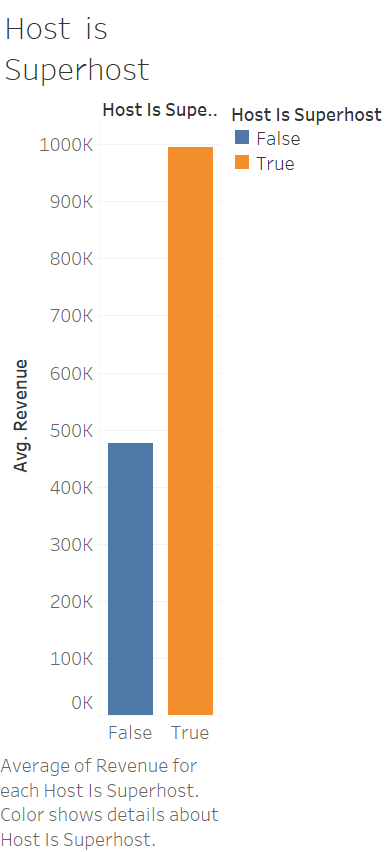 Host is
Superhost
Host Is Supe..
Host Is Superhost
False
True
1000K
900K
800K
700K
600K
500K
400K
300K
200K
100K
0K
Avg. Revenue
False True
Average of Revenue for
each Host Is Superhost.
Color shows details about
Host Is Superhost.